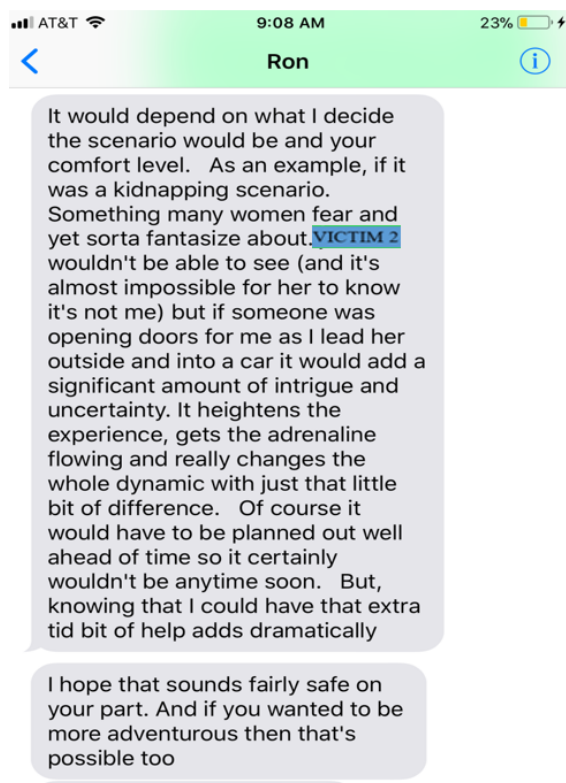 AT&T 9:08 AM 23%
Ron
It would depend on what I decide
the scenario would be and your
comfort level.   As an example, if it
was a kidnapping scenario.
Something many women fear and
yet sorta fantasize about. VICTIM 2
wouldn't be able to see (and it's
almost impossible for her to know
it's not me) but if someone was
opening doors for me as I lead her
outside and into a car it would add a
significant amount of intrigue and
uncertainty. It heightens the
experience, gets the adrenaline
flowing and really changes the
whole dynamic with just that little
bit of difference.   Of course it
would have to be planned out well
ahead of time so it certainly
wouldn't be anytime soon.   But,
knowing that I could have that extra
tid bit of help adds dramatically
I hope that sounds fairly safe on
your part. And if you wanted to be
more adventurous then that's
possible too